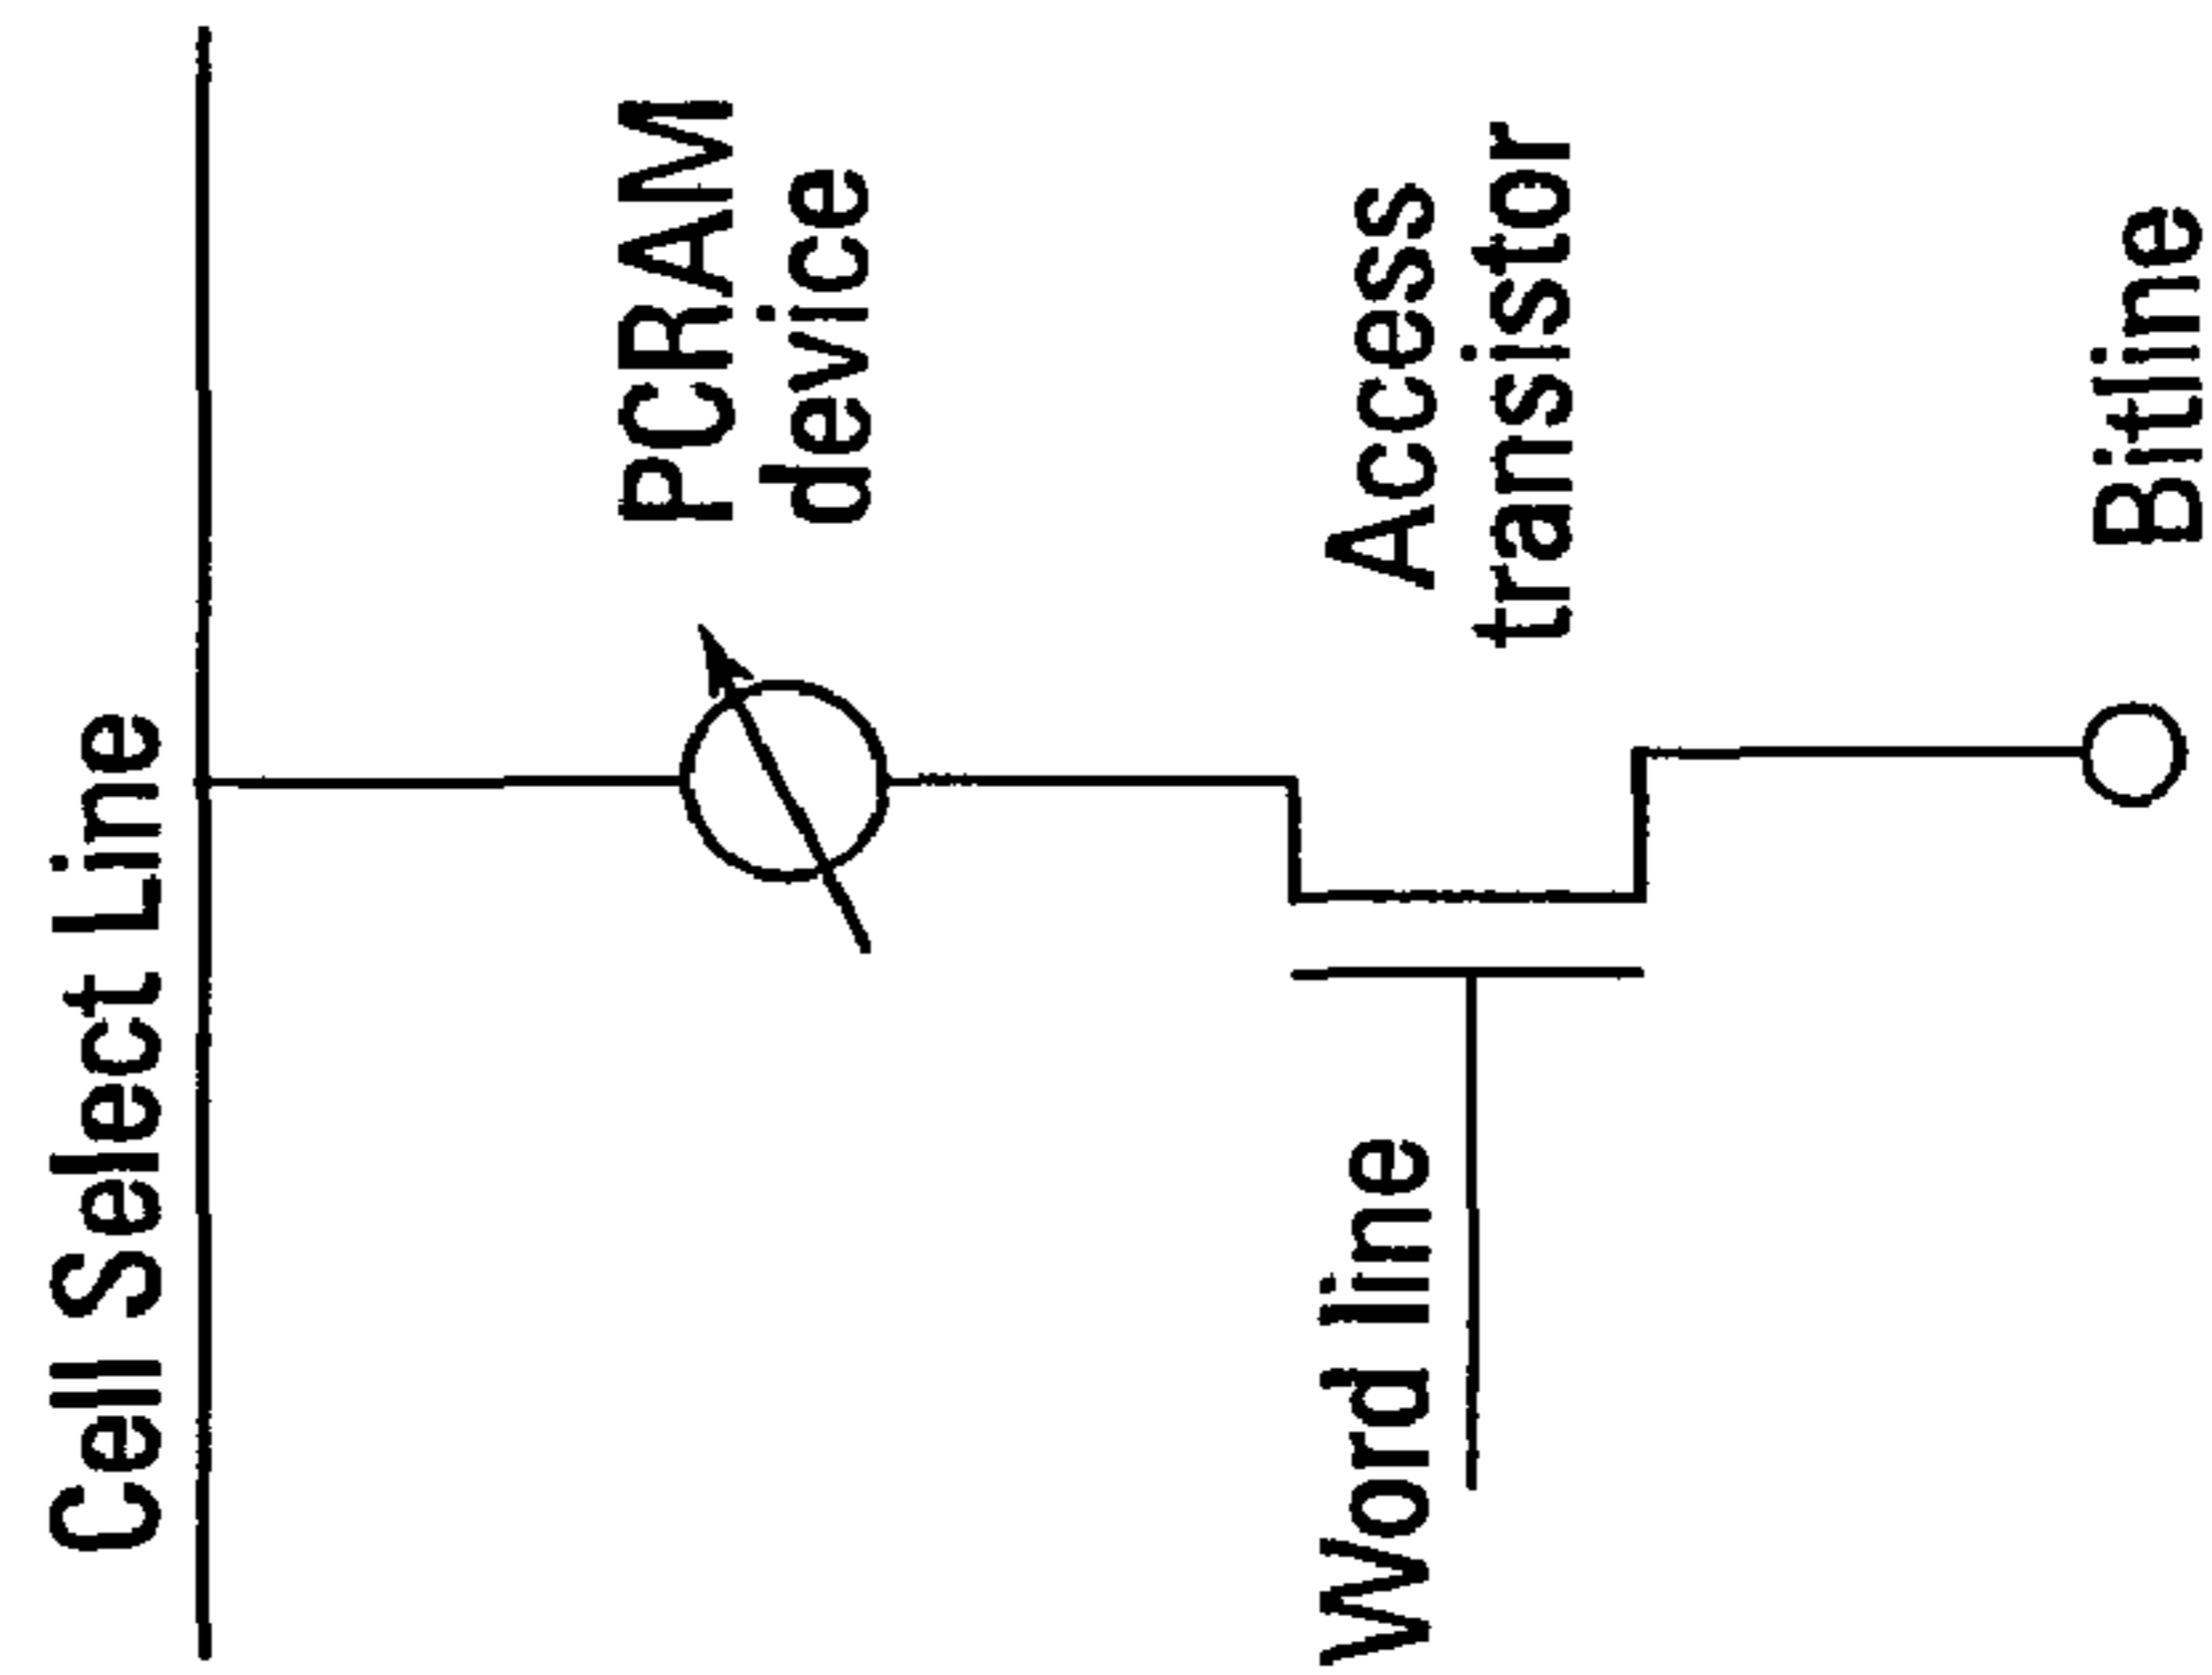 Cell Select Line
PCRAM
device
Access
transistor
Word line
Bitline